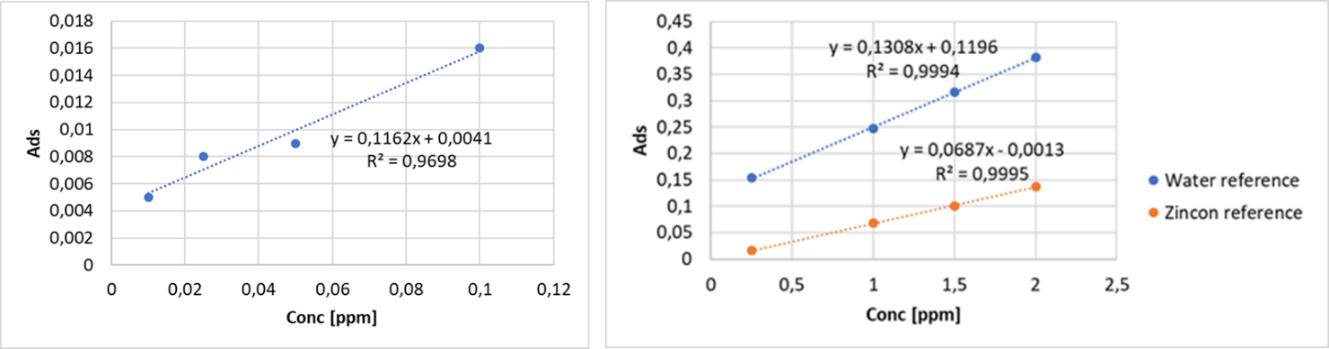 0,018
0,016
0,014
0,012
0,01
0,008
0,006
0,004
0,002
0
Ads
y = 0,1162x + 0,0041
R² = 0,9698
0 0,02 0,04 0,06 0,08 0,1 0,12
Conc [ppm]
0,45
0,4
0,35
0,3
0,25
0,2
0,15
0,1
0,05
0
Ads
y = 0,1308x + 0,1196
R² = 0,9994
y = 0,0687x - 0,0013
R² = 0,9995
0 0,5 1 1,5 2 2,5
Conc [ppm]
Water reference
Zincon reference